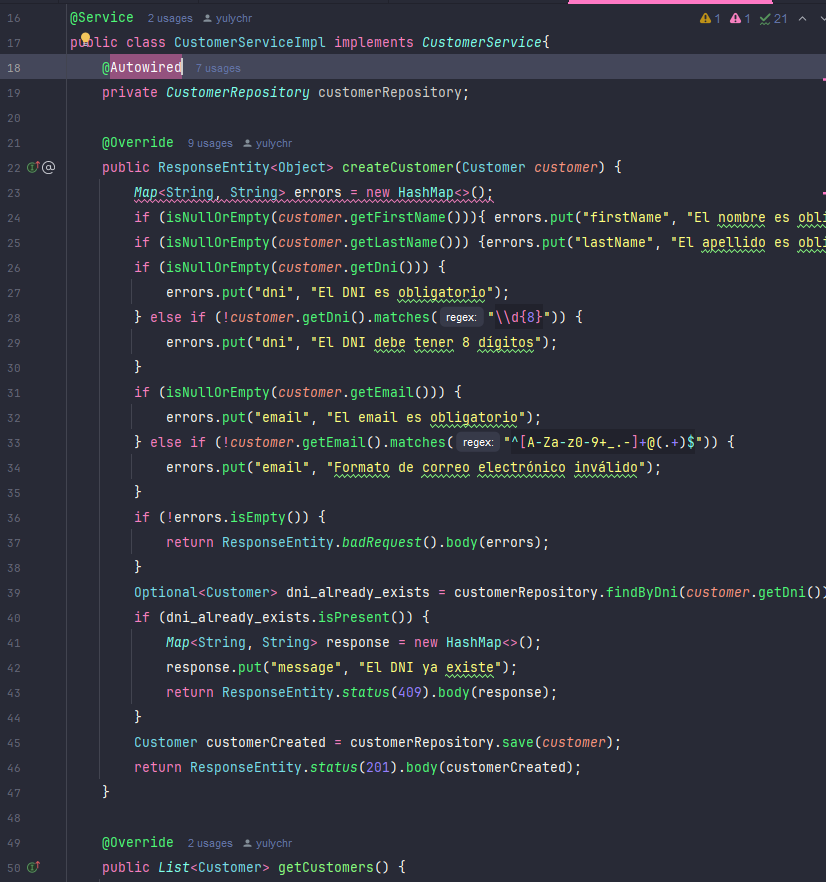 16 @Service 2 usages yulychr 1 1 21
17 public class CustomerServiceImpl implements CustomerService{
18 @Autowired 7 usages
19 private CustomerRepository customerRepository;
20
21 @Override 9 usages yulychr
22 public ResponseEntity<Object> createCustomer(Customer customer) {
23 Map<String, String> errors = new HashMap<>();
24 if (isNullOrEmpty(customer.getFirstName())){ errors.put("firstName", "El nombre es obli
25 if (isNullOrEmpty(customer.getLastName())) {errors.put("lastName", "El apellido es obli
26 if (isNullOrEmpty(customer.getDni())) {
27 errors.put("dni", "El DNI es obligatorio");
28 } else if (!customer.getDni().matches( regex: "\\d{8}")) {
29 errors.put("dni", "El DNI debe tener 8 dígitos");
30 }
31 if (isNullOrEmpty(customer.getEmail())) {
32 errors.put("email", "El email es obligatorio");
33 } else if (!customer.getEmail().matches( regex: "^[A-Za-z0-9+_.-]+@(.+)$")) {
34 errors.put("email", "Formato de correo electrónico inválido");
35 }
36 if (!errors.isEmpty()) {
37 return ResponseEntity.badRequest().body(errors);
38 }
39 Optional<Customer> dni_already_exists = customerRepository.findByDni(customer.getDni())
40 if (dni_already_exists.isPresent()) {
41 Map<String, String> response = new HashMap<>();
42 response.put("message", "El DNI ya existe");
43 return ResponseEntity.status(409).body(response);
44 }
45 Customer customerCreated = customerRepository.save(customer);
46 return ResponseEntity.status(201).body(customerCreated);
47 }
48
49 @Override 2 usages yulychr
50 public List<Customer> getCustomers() {